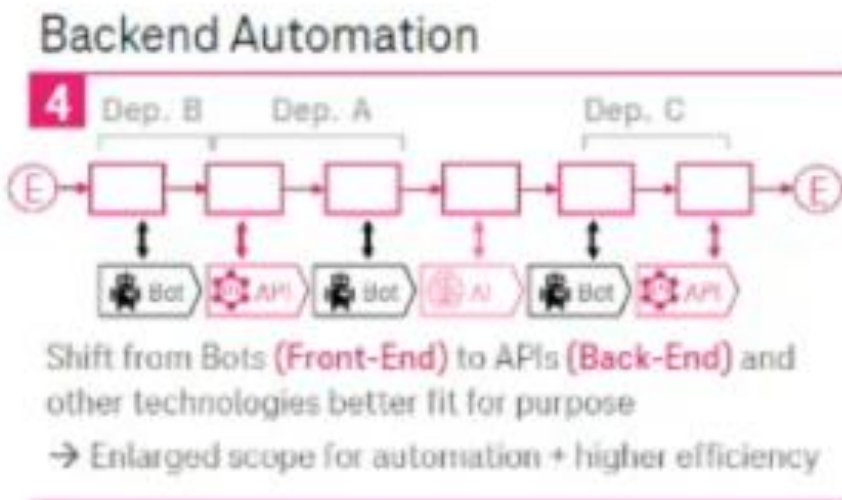 Backend Automation
4 Dep. B Dep. A Dep. C
E E
Bot API Bot AI Bot API
Shift from Bots (Front-End) to APIs (Back-End) and
other technologies better fit for purpose
→ Enlarged scope for automation + higher efficiency